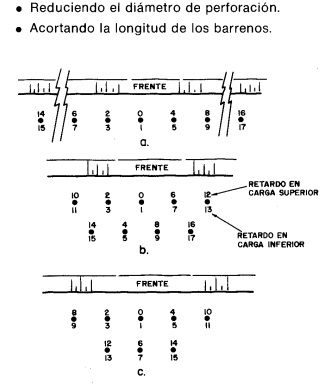 • Reduciendo el diámetro de perforación.
• Acortando la longitud de los barrenos.
FRENTE
14 6 2 0 4 8 16
15 7 3 1 5 9 17
a.
FRENTE
10 2 0 6 12
11 3 1 7 13
RETARDO EN
CARGA SUPERIOR
14 4 8 16
15 5 9 17
RETARDO EN
CARGA INFERIOR
b.
FRENTE
8 2 0 4 10
9 3 1 5 11
12 6 14
13 7 15
c.